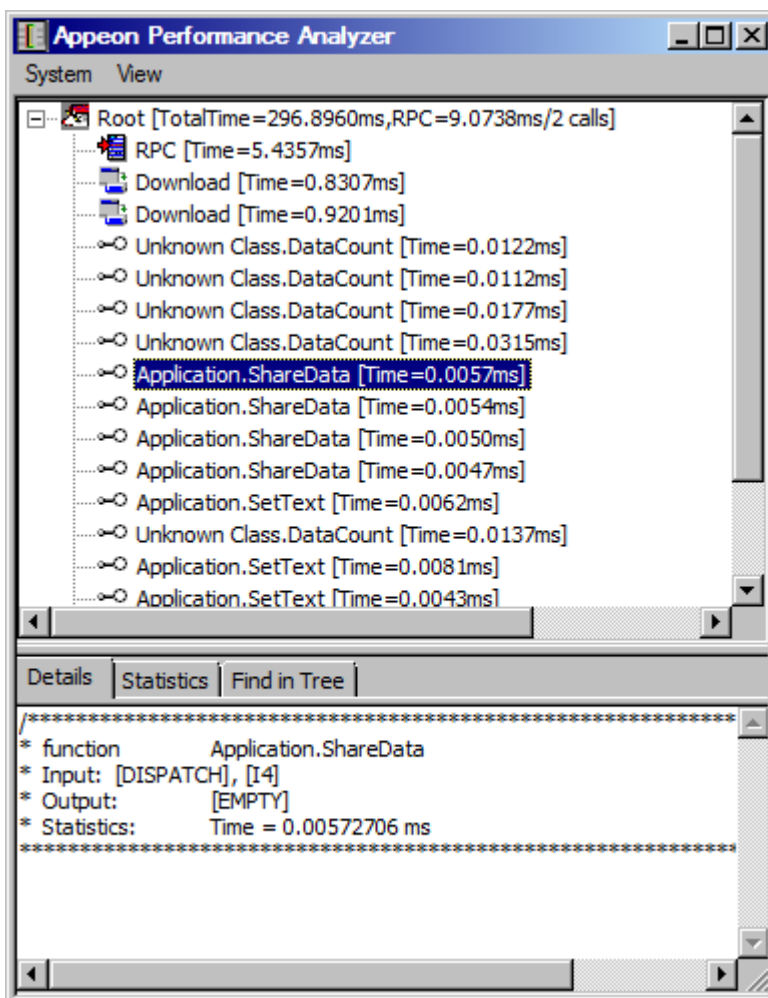 Appeon Performance Analyzer
System View
Root [TotalTime=296.8960ms,RPC=9.0738ms/2 calls]
RPC [Time=5.4357ms]
Download [Time=0.8307ms]
Download [Time=0.9201ms]
Unknown Class.DataCount [Time=0.0122ms]
Unknown Class.DataCount [Time=0.0112ms]
Unknown Class.DataCount [Time=0.0177ms]
Unknown Class.DataCount [Time=0.0315ms]
Application.ShareData [Time=0.0057ms]
Application.ShareData [Time=0.0054ms]
Application.ShareData [Time=0.0050ms]
Application.ShareData [Time=0.0047ms]
Application.SetText [Time=0.0062ms]
Unknown Class.DataCount [Time=0.0137ms]
Application.SetText [Time=0.0081ms]
Application.SetText [Time=0.0043ms]
Details Statistics Find in Tree
/************************************************************
* function Application.ShareData
* Input: [DISPATCH], [I4]
* Output: [EMPTY]
* Statistics: Time = 0.00572706 ms
*************************************************************